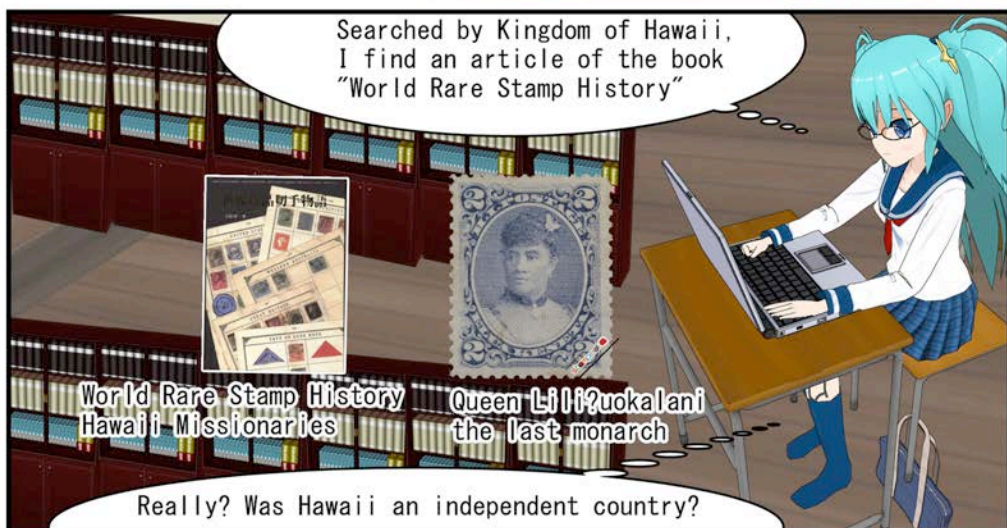 Searched by Kingdom of Hawaii,
I find an article of the book
"World Rare Stamp History"
World Rare Stamp History
Hawaii Missionaries
Queen Lili?uokalani
the last monarch
Really? Was Hawaii an independent country?